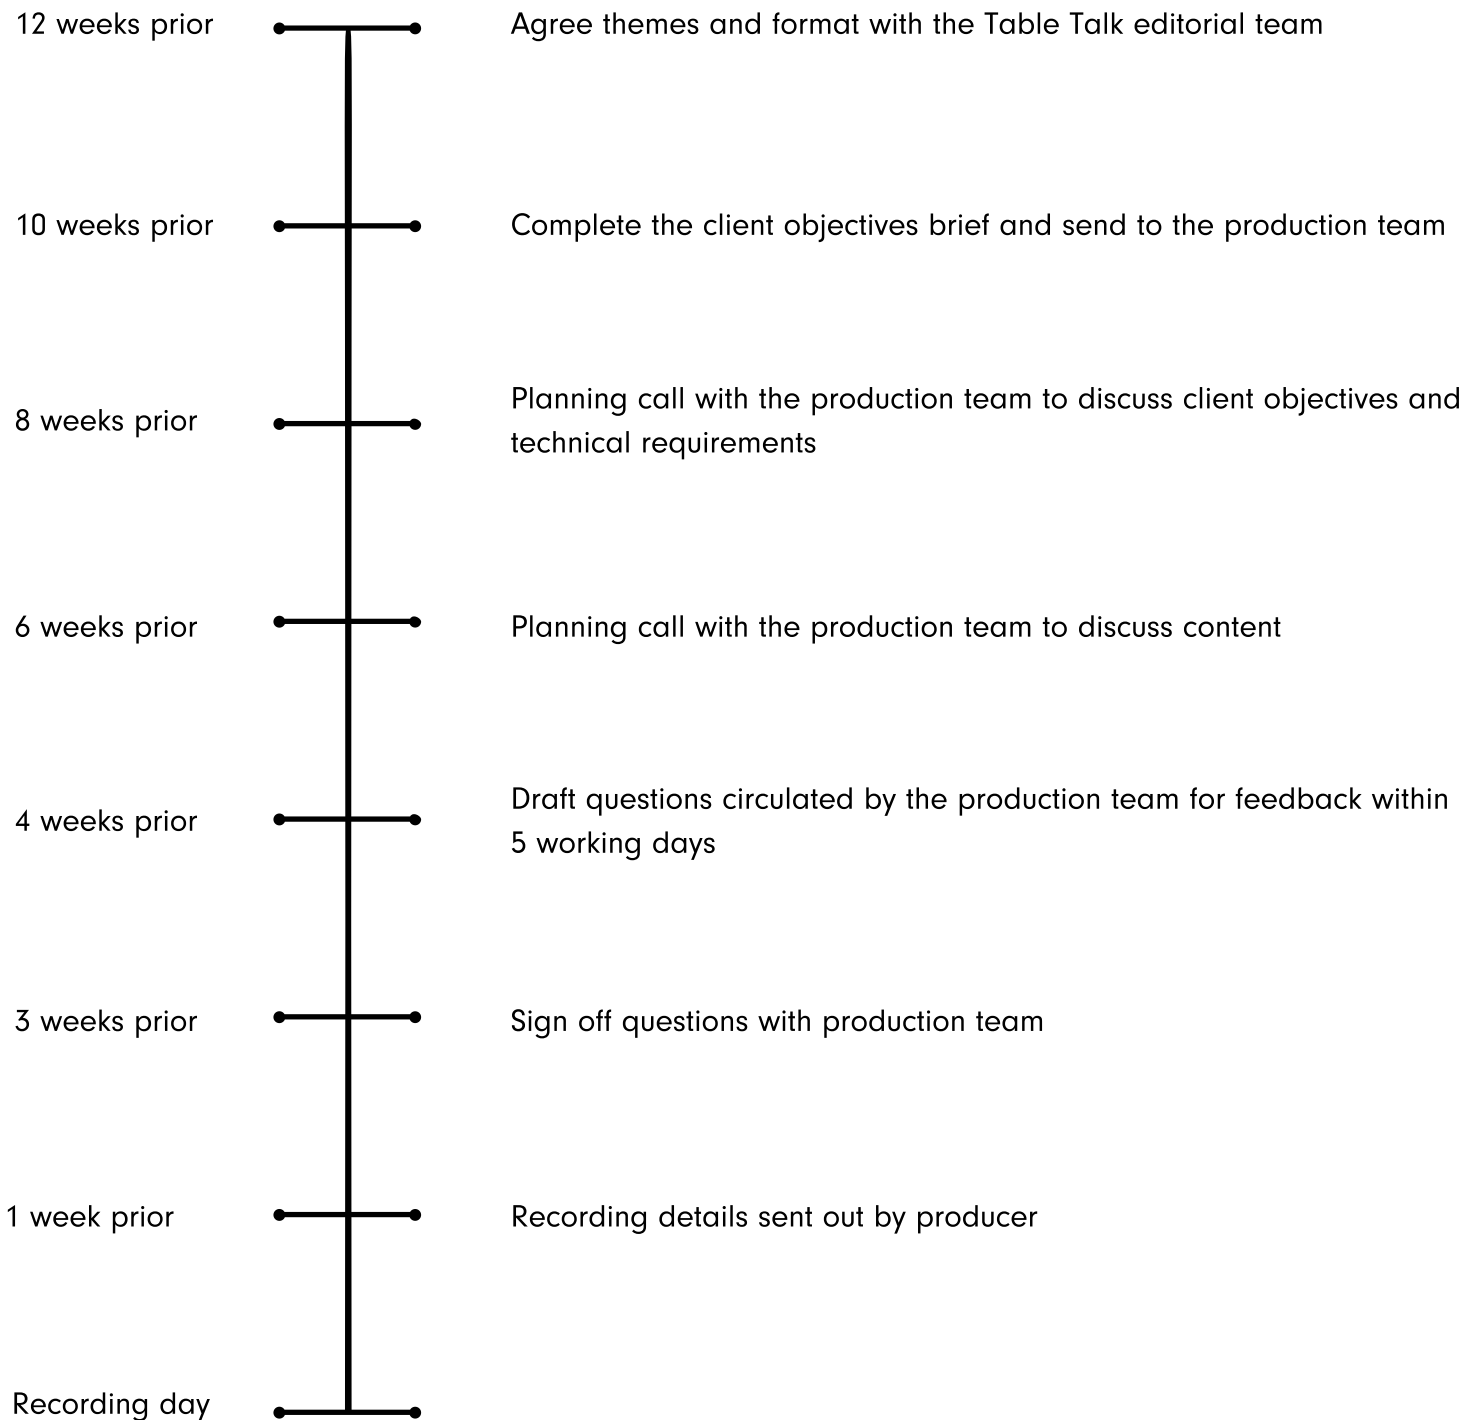 12 weeks prior
Agree themes and format with the Table Talk editorial team
10 weeks prior
Complete the client objectives brief and send to the production team
8 weeks prior
Planning call with the production team to discuss client objectives and
technical requirements
6 weeks prior
Planning call with the production team to discuss content
4 weeks prior
Draft questions circulated by the production team for feedback within
5 working days
3 weeks prior
Sign off questions with production team
1 week prior
Recording details sent out by producer
Recording day